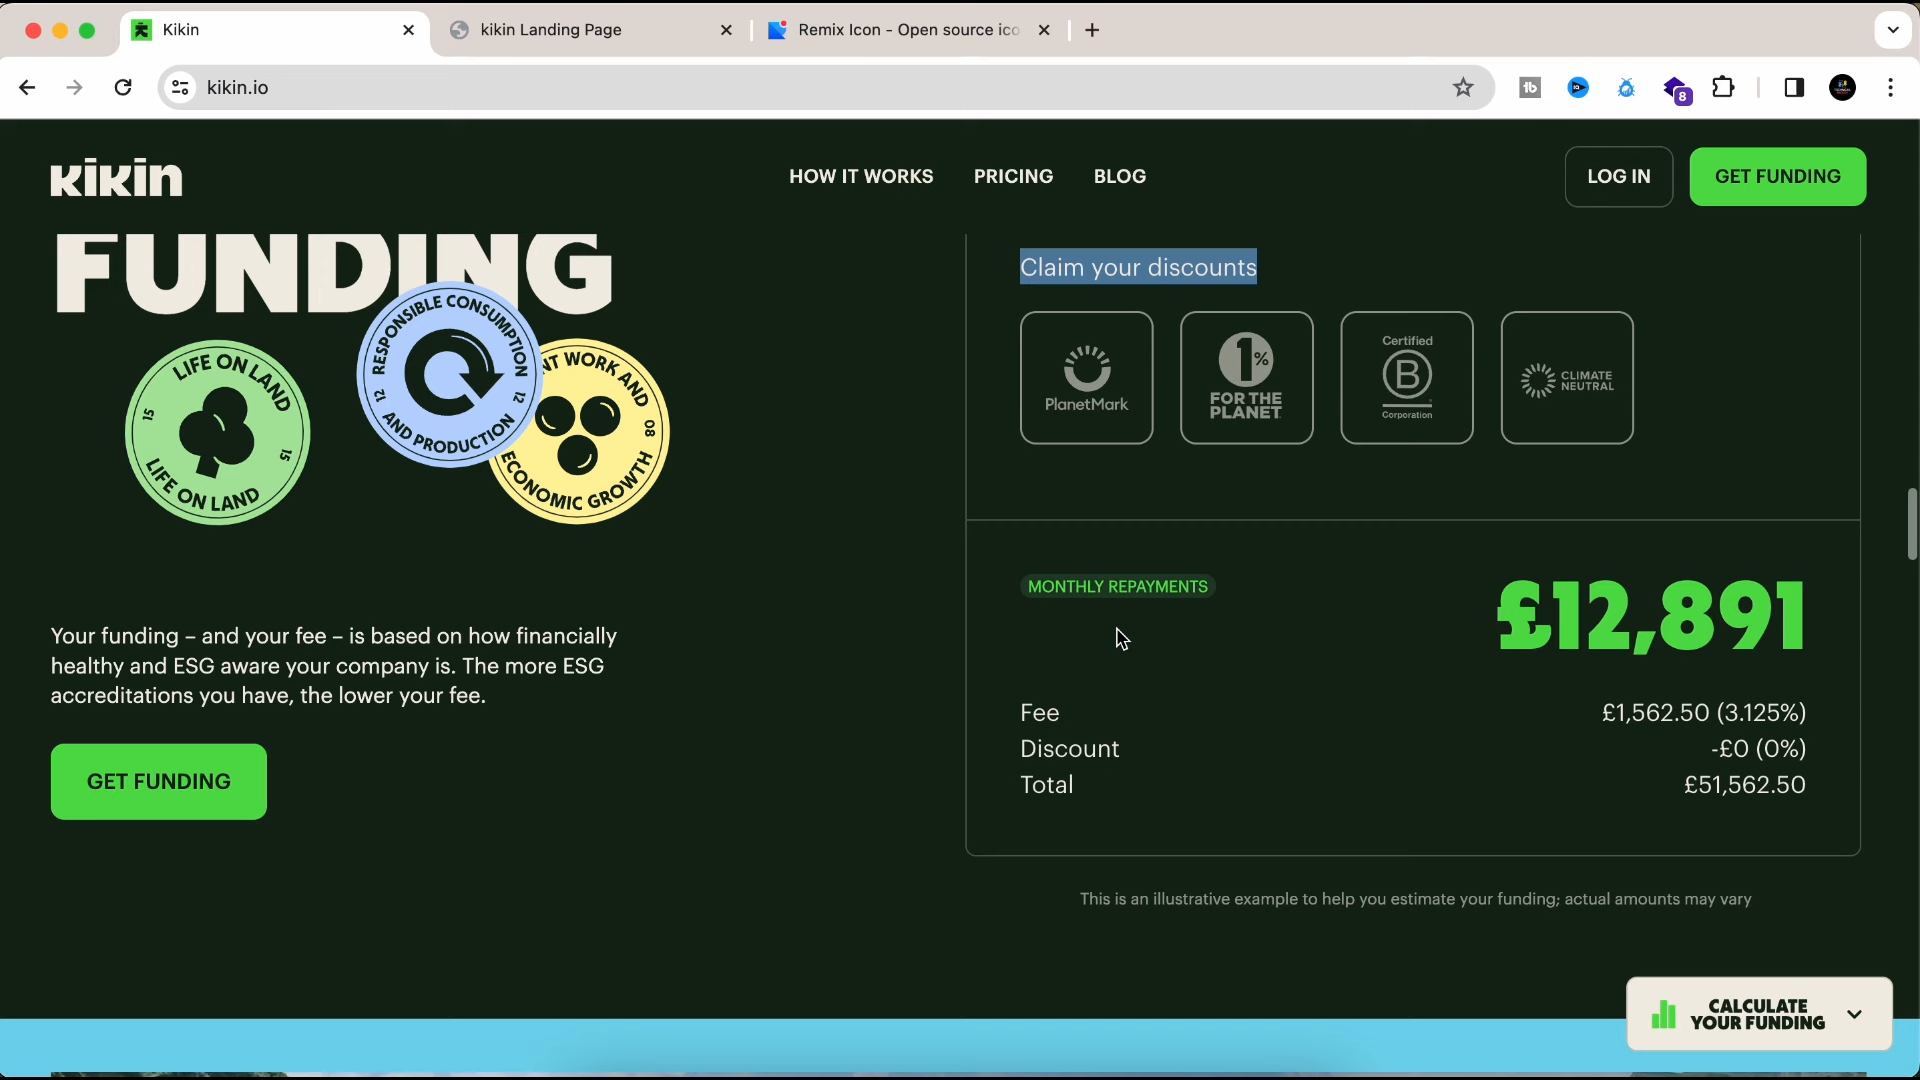 Kikin
kikin Landing Page
Remix Icon - Open source ico
kikin.io
8
kikin
HOW IT WORKS
PRICING
BLOG
LOG IN
GET FUNDING
FUNDING
LIFE ON LAND
15
15
LIFE ON LAND
RESPONSIBLE CONSUMPTION
12
12
AND PRODUCTION
NT WORK AND
08
ECONOMIC GROWTH
Your funding – and your fee – is based on how financially
healthy and ESG aware your company is. The more ESG
accreditations you have, the lower your fee.
GET FUNDING
Claim your discounts
PlanetMark
1%
FOR THE
PLANET
Certified
B
Corporation
CLIMATE
NEUTRAL
MONTHLY REPAYMENTS
£12,891
Fee
£1,562.50 (3.125%)
Discount
-£0 (0%)
Total
£51,562.50
This is an illustrative example to help you estimate your funding; actual amounts may vary
CALCULATE
YOUR FUNDING